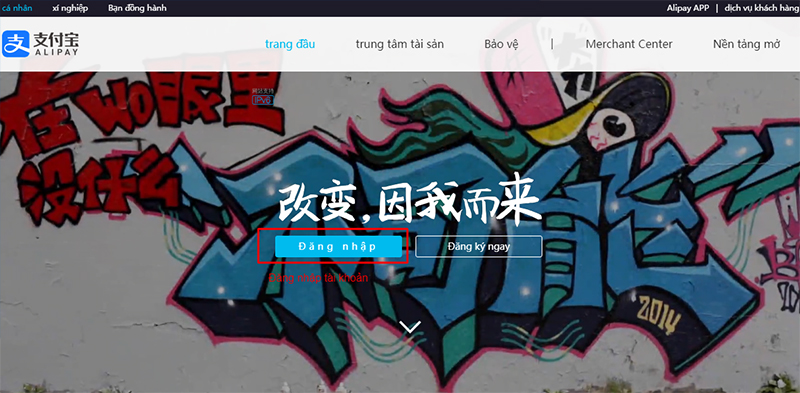 cá nhân xí nghiệp Bạn đồng hành Alipay APP | dịch vụ khách hàng
支 支付宝
ALIPAY
trang đầu trung tâm tài sản Bảo vệ | Merchant Center Nền tảng mở
网站支持
IPv6
在wo眼里
没什么
改变,因我而来
Đăng nhập Đăng ký ngay
Đăng nhập tài khoản
2014